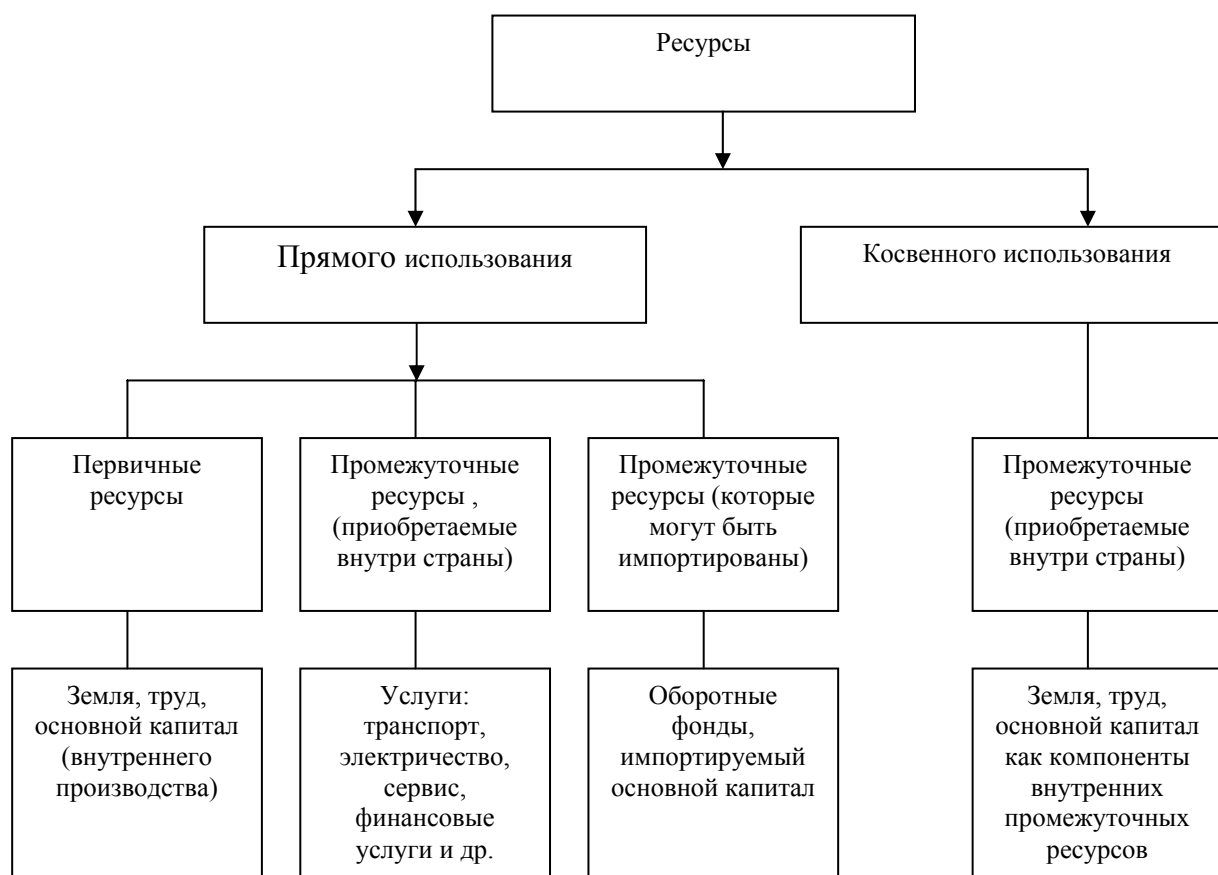 Ресурсы
Прямого использования
Косвенного использования
Первичные
ресурсы
Промежуточные
ресурсы ,
(приобретаемые
внутри страны)
Промежуточные
ресурсы (которые
могут быть
импортированы)
Промежуточные
ресурсы
(приобретаемые
внутри страны)
Земля, труд,
основной капитал
(внутреннего
производства)
Услуги:
транспорт,
электричество,
сервис,
финансовые
услуги и др.
Оборотные
фонды,
импортируемый
основной капитал
Земля, труд,
основной капитал
как компоненты
внутренних
промежуточных
ресурсов